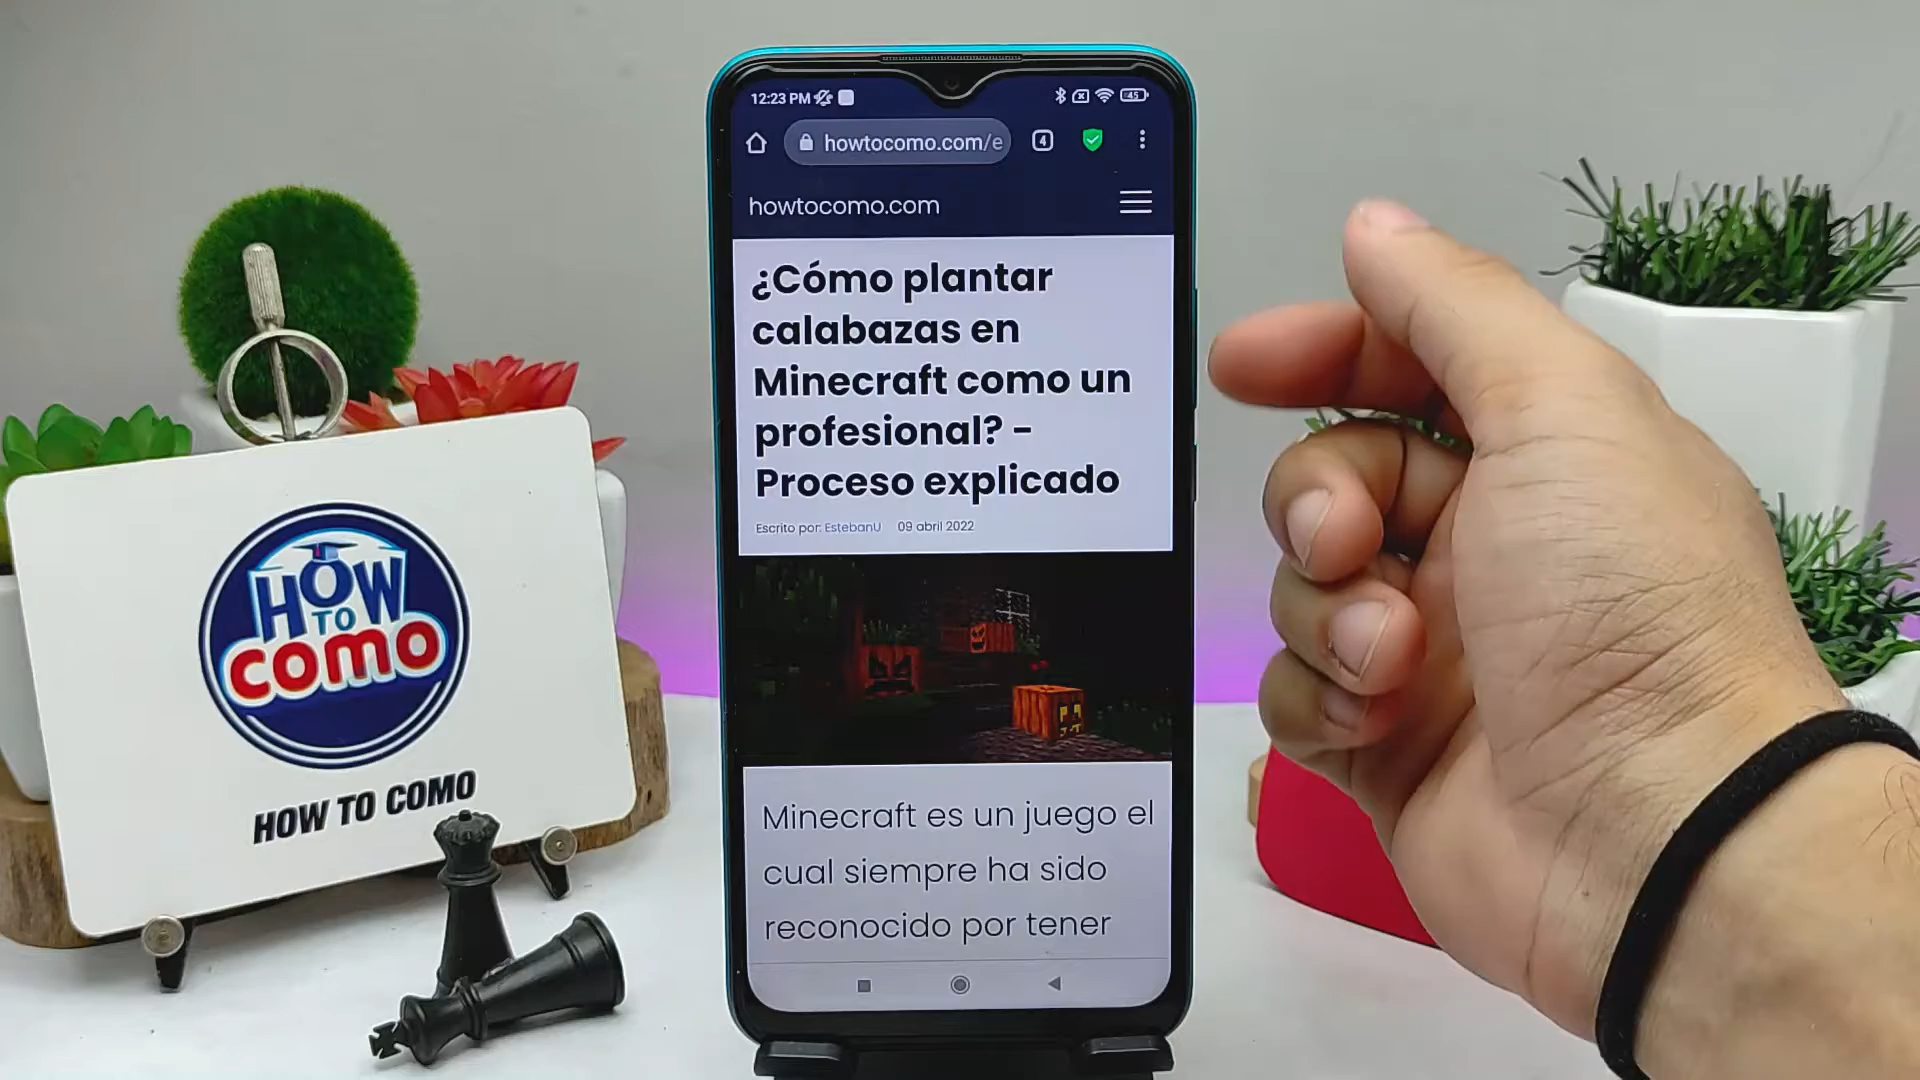 12:23 PM
45
howtocomo.com/e
4
howtocomo.com
¿Cómo plantar
calabazas en
Minecraft como un
profesional? -
Proceso explicado
Escrito por: EstebanU 09 abril 2022
Minecraft es un juego el
cual siempre ha sido
reconocido por tener
HOW
TO
como
HOW TO COMO